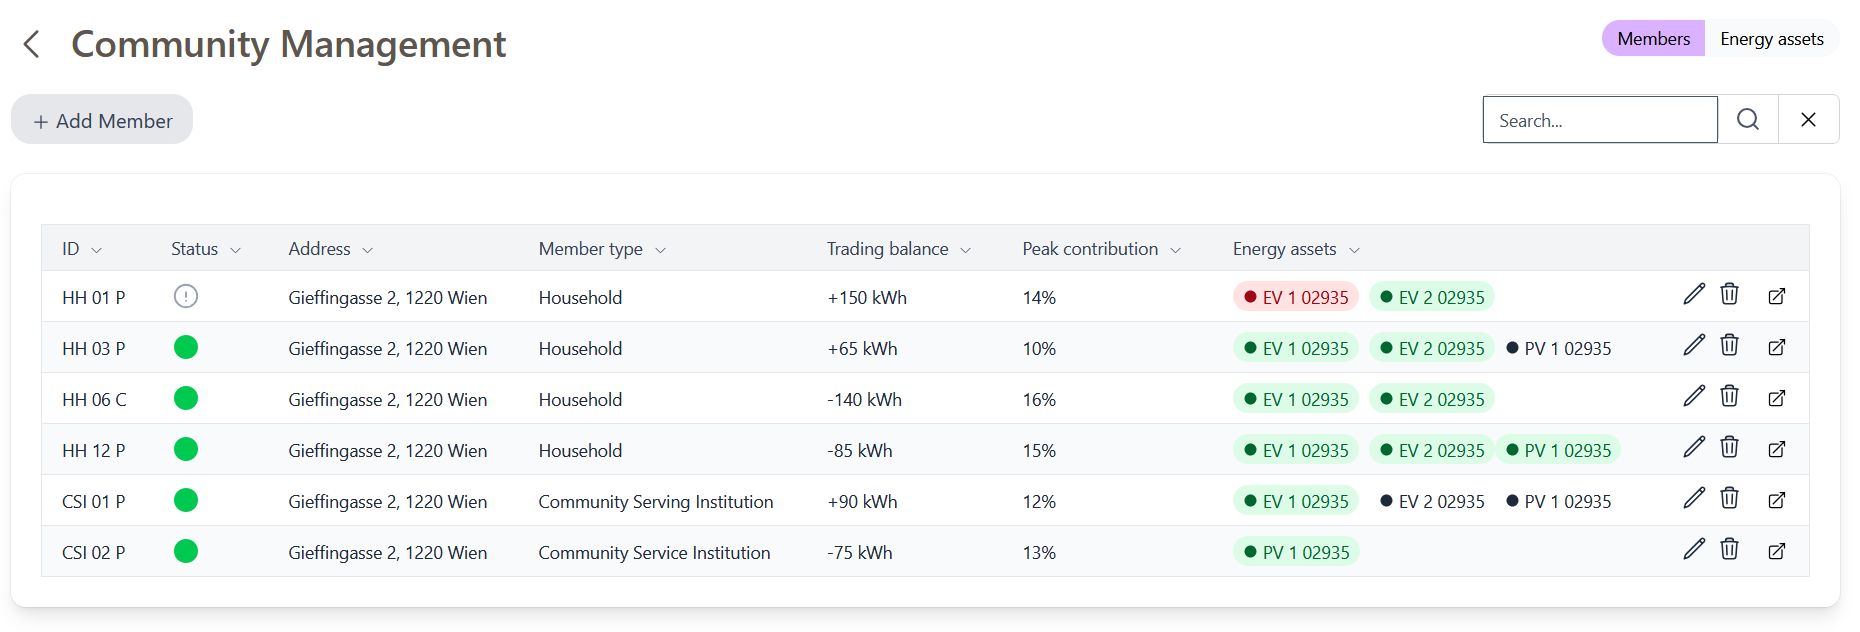 Community Management
Members Energy assets
+ Add Member
Search...
ID Status Address Member type Trading balance Peak contribution Energy assets
HH 01 P Gieffingasse 2, 1220 Wien Household +150 kWh 14% EV 1 02935 EV 2 02935
HH 03 P Gieffingasse 2, 1220 Wien Household +65 kWh 10% EV 1 02935 EV 2 02935 PV 1 02935
HH 06 C Gieffingasse 2, 1220 Wien Household -140 kWh 16% EV 1 02935 EV 2 02935
HH 12 P Gieffingasse 2, 1220 Wien Household -85 kWh 15% EV 1 02935 EV 2 02935 PV 1 02935
CSI 01 P Gieffingasse 2, 1220 Wien Community Serving Institution +90 kWh 12% EV 1 02935 EV 2 02935 PV 1 02935
CSI 02 P Gieffingasse 2, 1220 Wien Community Service Institution -75 kWh 13% PV 1 02935